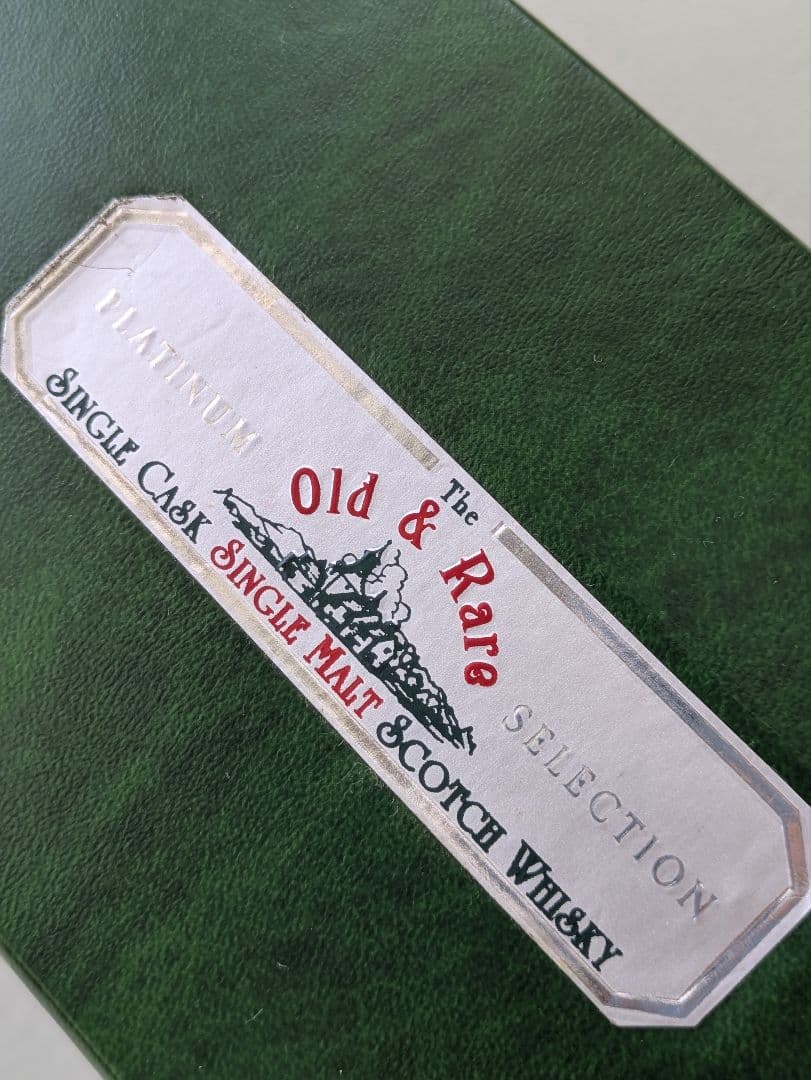 The
Old & Rare
PLATINUM SELECTION
SINGLE CASK SINGLE MALT SCOTCH WHISKY